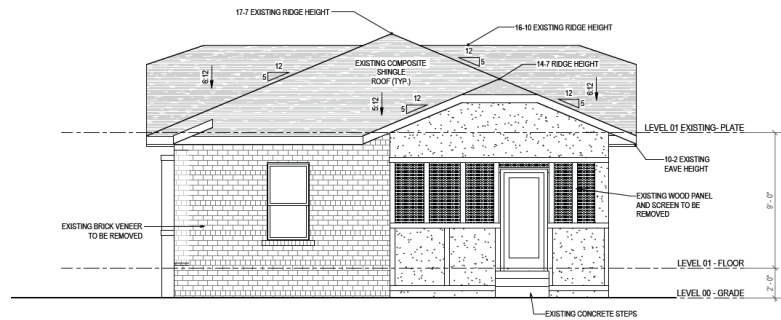 17-7 EXISTING RIDGE HEIGHT
16-10 EXISTING RIDGE HEIGHT
12
5
12
5
EXISTING COMPOSITE
SHINGLE
ROOF (TYP.)
14-7 RIDGE HEIGHT
6:12
5:12
12
5
12
5
6:12
LEVEL 01 EXISTING- PLATE
10-2 EXISTING
EAVE HEIGHT
EXISTING WOOD PANEL
AND SCREEN TO BE
REMOVED
9'- 0"
EXISTING BRICK VENEER
TO BE REMOVED
LEVEL 01 - FLOOR
2'- 0"
LEVEL 00 - GRADE
EXISTING CONCRETE STEPS